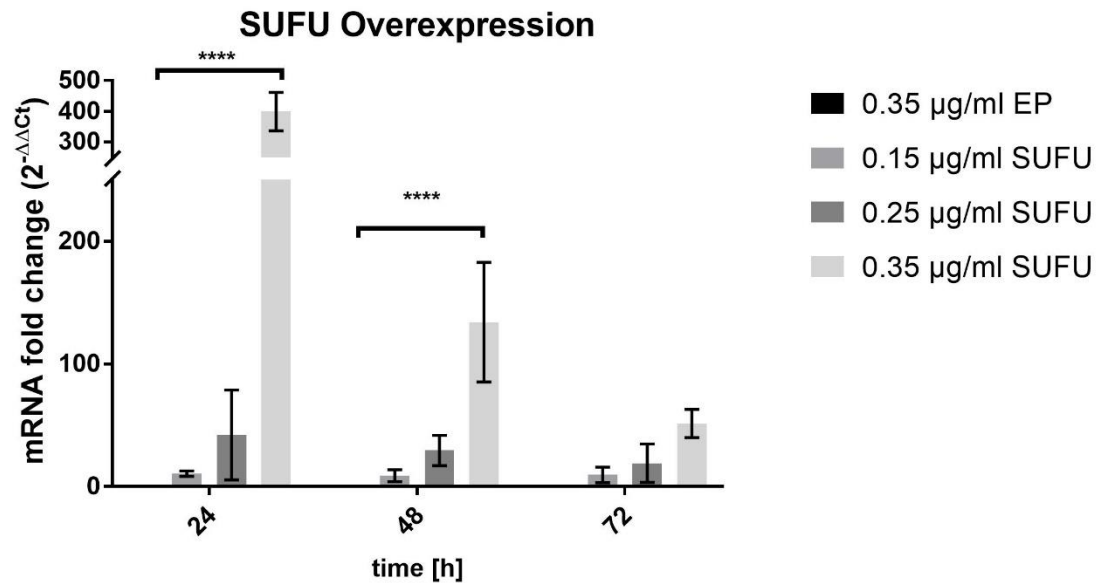 SUFU Overexpression
****
****
mRNA fold change (2^-ΔΔCt)
500
400
300
200
100
0
24
48
72
time [h]
0.35 µg/ml EP
0.15 µg/ml SUFU
0.25 µg/ml SUFU
0.35 µg/ml SUFU